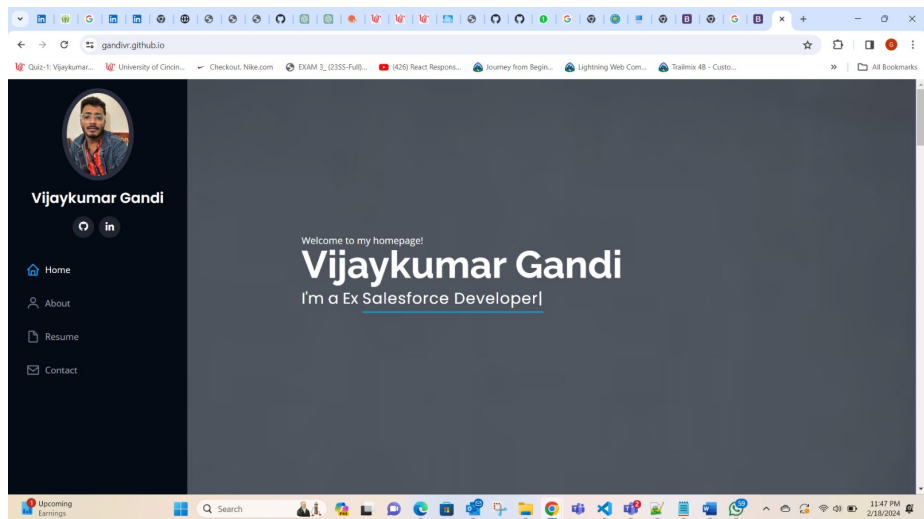 gandivr.github.io
Quiz-1: Vijaykumar...
University of Cincin...
Checkout. Nike.com
EXAM 3_ (23SS-Full)...
(426) React Respons...
Journey from Begin...
Lightning Web Com...
Trailmix 4B - Custo...
All Bookmarks
Vijaykumar Gandi
Home
About
Resume
Contact
Welcome to my homepage!
Vijaykumar Gandi
I'm a Ex Salesforce Developer|
Upcoming
Earnings
Search
11:47 PM
2/18/2024